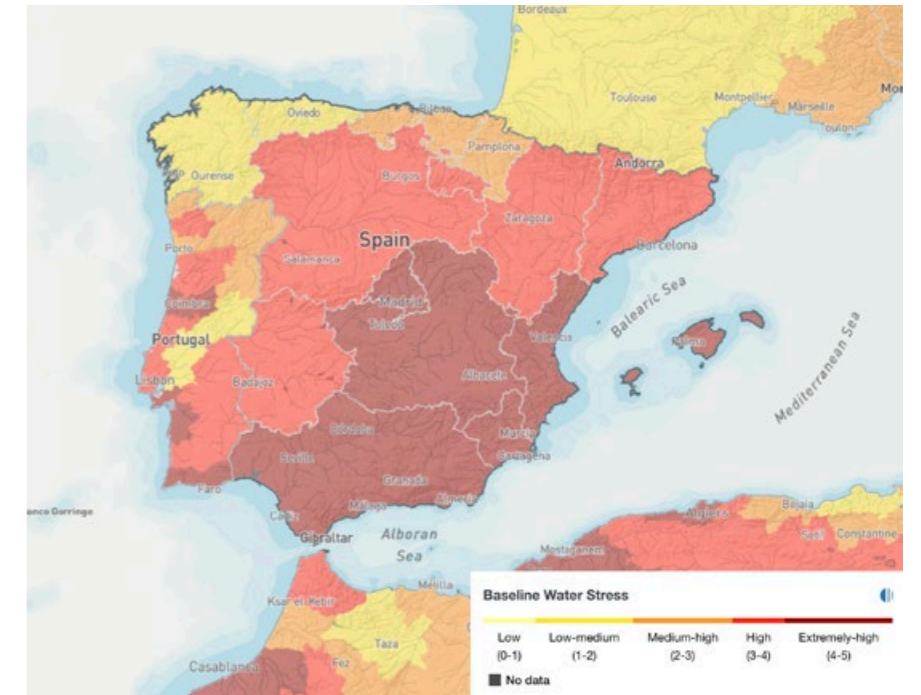 Bordeaux
Toulouse
Montpellier
Marseille
Toulon
Oviedo
Bilbao
Pamplona
Andorra
Ourense
Burgos
Zaragoza
Barcelona
Porto
Spain
Salamanca
Balearic Sea
Coimbra
Madrid
Toledo
Valencia
Palma
Mediterranean Sea
Portugal
Lisbon
Badajoz
Albacete
Córdoba
Murcia
Seville
Cartagena
Granada
Faro
Málaga
Almería
Cadiz
Gibraltar
Alboran
Sea
Algiers
Bejaia
Setif
Constantine
Mostaganem
Melilla
Ksar el Kebir
Taza
Fez
Casablanca
Baseline Water Stress
Low Low-medium Medium-high High Extremely-high
(0-1) (1-2) (2-3) (3-4) (4-5)
No data